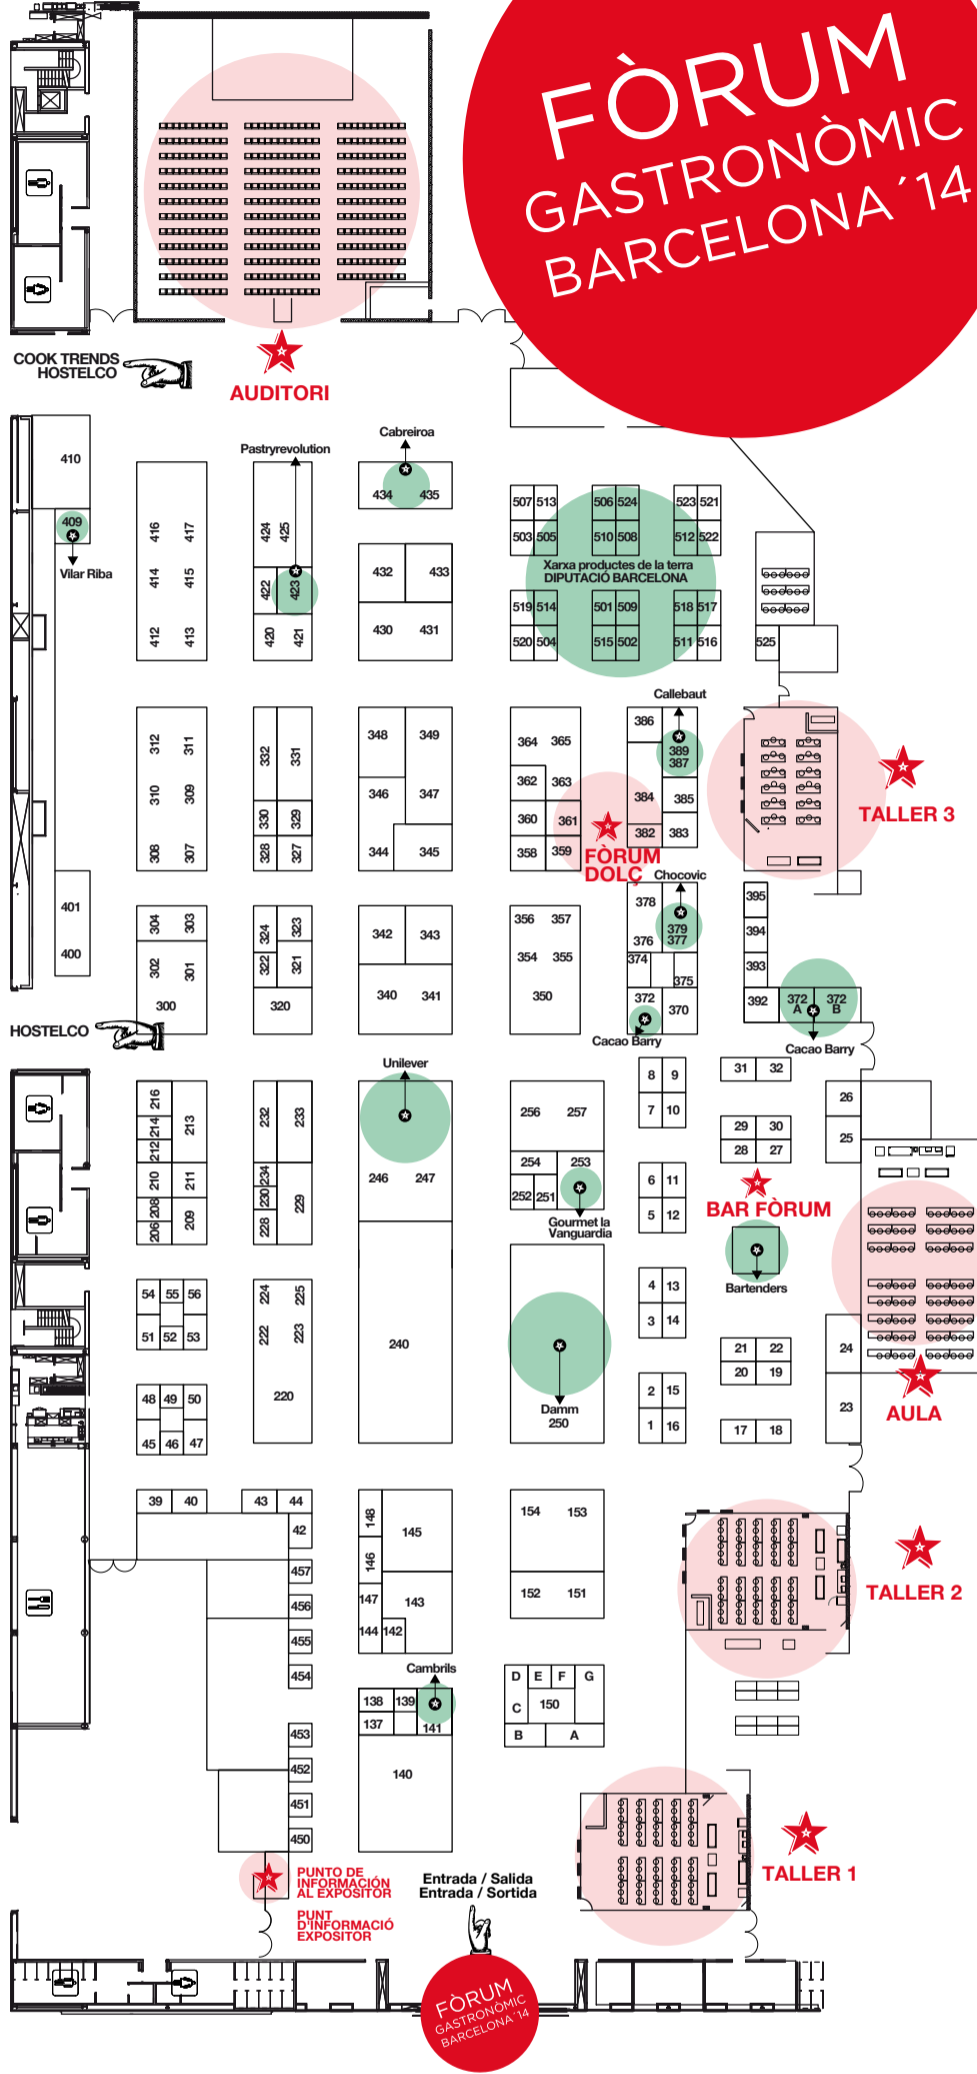 FÒRUM
GASTRONÒMIC
BARCELONA ´14
COOK TRENDS
HOSTELCO
AUDITORI
Cabreiroa
Pastryrevolution
410
434 435
409
Vilar Riba
416 417
424 425
414 415
422 423
432 433
412 413
420 421
430 431
507 513
506 524
523 521
503 505
510 508
512 522
Xarxa productes de la terra
DIPUTACIÓ BARCELONA
519 514
501 509
518 517
520 504
515 502
511 516
525
Callebaut
312 311
332 331
348 349
364 365
386
389
387
310 309
346 347
362 363
384 385
330 329
360 361
382 383
308 307
328 327
344 345
358 359
FÒRUM
DOLÇ
TALLER 3
Chocovic
401
400
304 303
324 323
342 343
356 357
378
379
377
376
395
394
302 301
322 321
354 355
374
375
393
300
320
340 341
350
372 370
392
372
A
372
B
Cacao Barry
Cacao Barry
HOSTELCO
Unilever
8 9
7 10
31 32
26
216
214
212
213
232 233
256 257
29 30
28 27
25
210 211
234
230
229
246 247
254 253
252 251
6 11
5 12
208
206
209
228
Gourmet la
Vanguardia
BAR FÒRUM
Bartenders
54 55 56
51 52 53
224 225
222 223
240
4 13
3 14
21 22
20 19
24
48 49 50
45 46 47
220
Damm
250
2 15
1 16
17 18
23
AULA
39 40
43 44
42
148
145
154 153
146
457
456
147
143
152 151
144 142
455
454
TALLER 2
Cambrils
138 139
137
141
D E F G
C 150
B A
453
452
140
451
450
TALLER 1
PUNTO DE
INFORMACIÓN
AL EXPOSITOR
PUNT
D'INFORMACIÓ
EXPOSITOR
Entrada / Salida
Entrada / Sortida
FÒRUM
GASTRONÒMIC
BARCELONA ´14